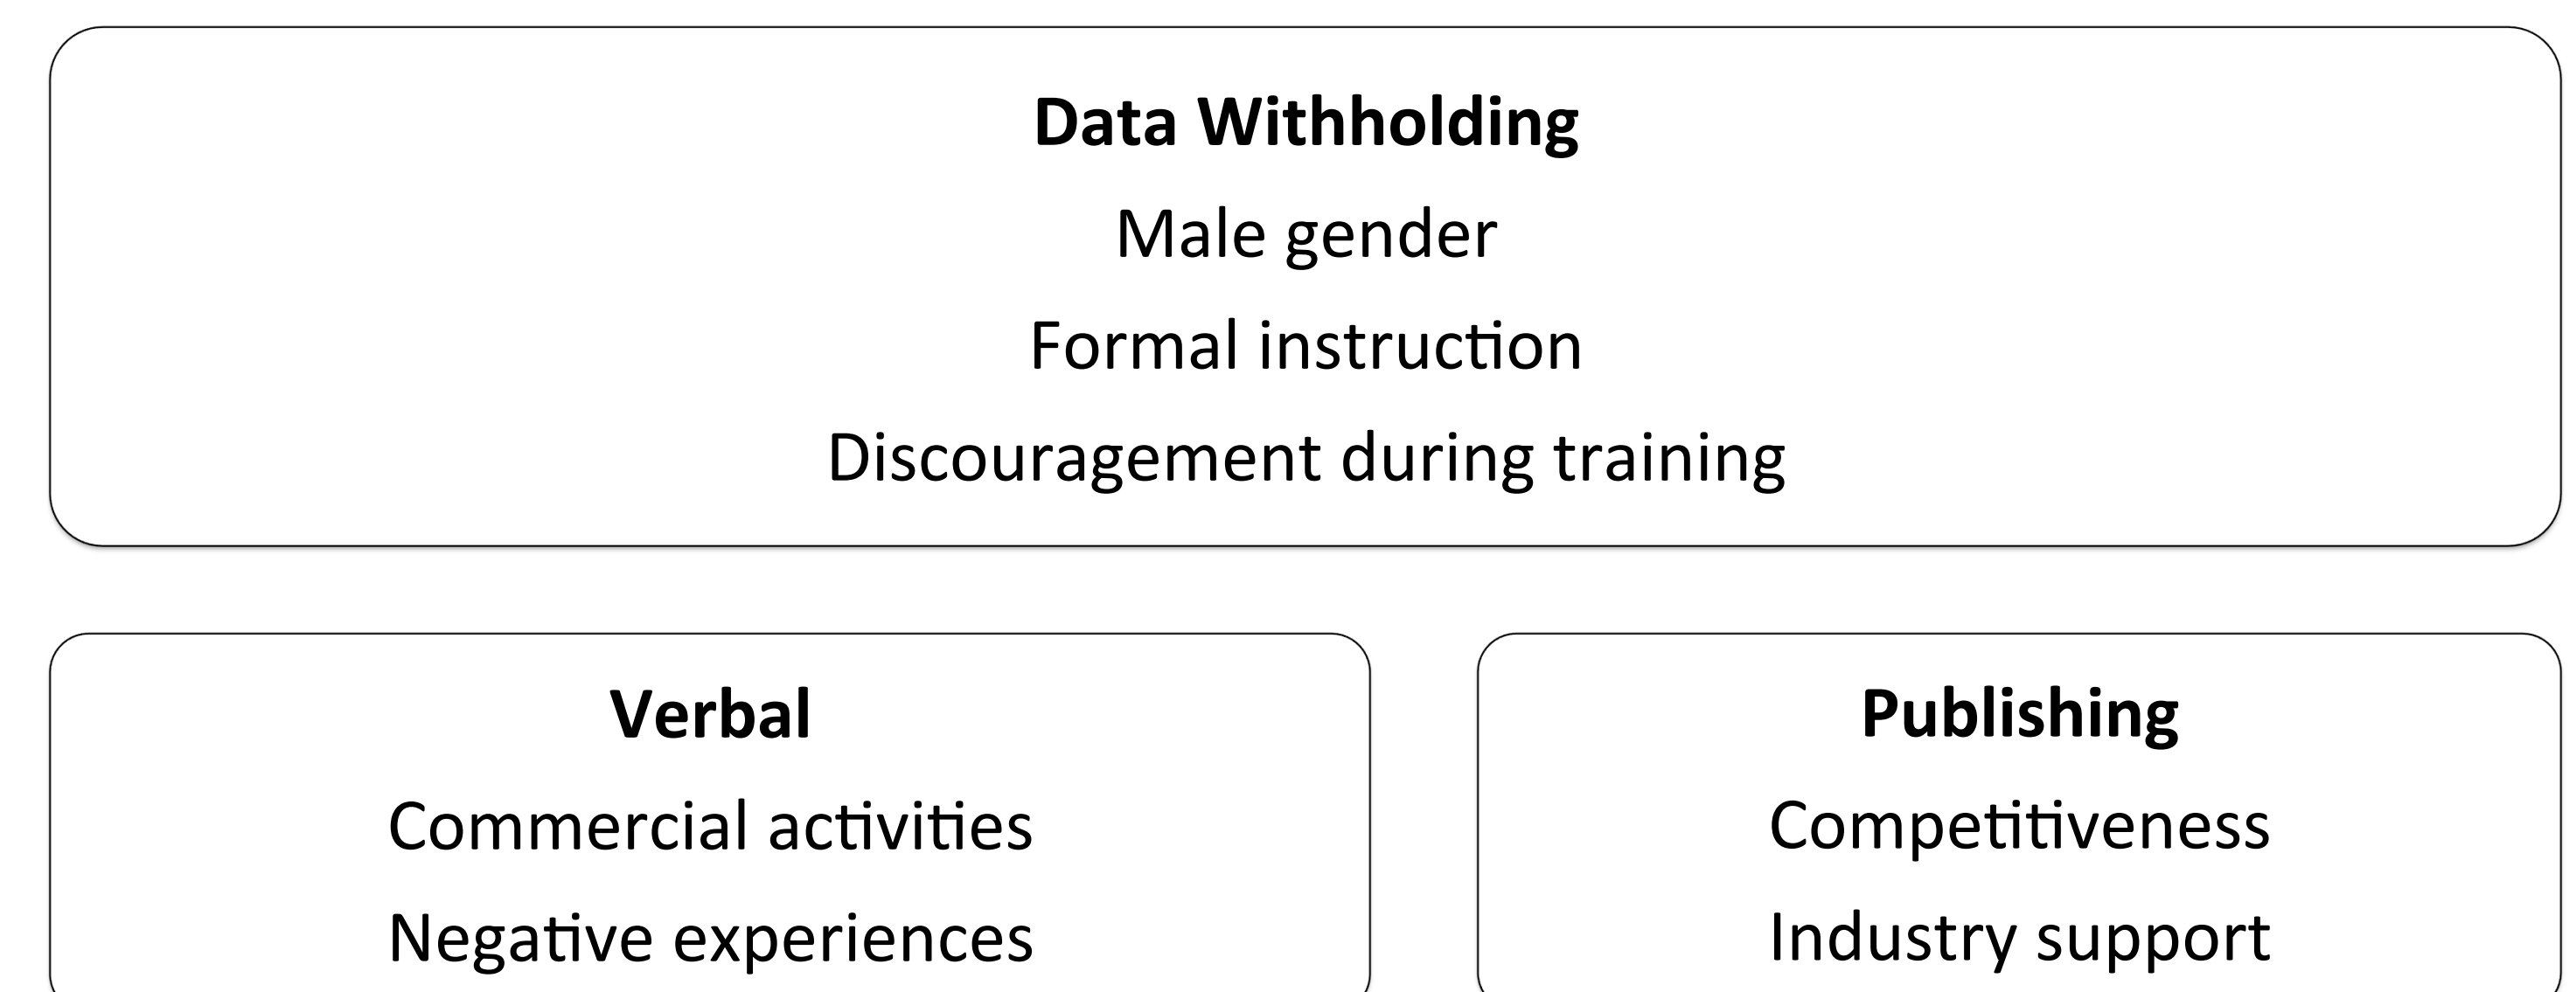 Data Withholding
Male gender
Formal instruction
Discouragement during training
Verbal
Commercial activities
Negative experiences
Publishing
Competitiveness
Industry support